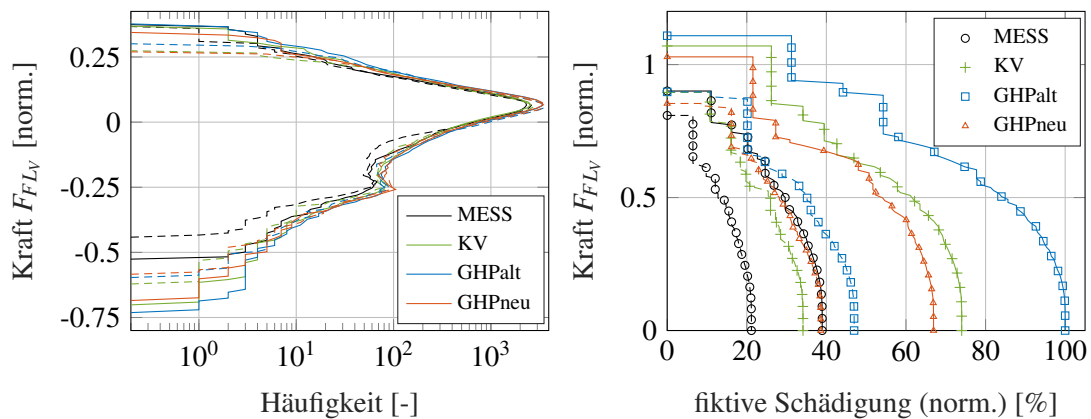 Kraft F_{FL_V} [norm.]
0.25
0
-0.25
-0.5
-0.75
10^0
10^1
10^2
10^3
Häufigkeit [-]
MESS
KV
GHPalt
GHPneu
Kraft F_{FL_V} [norm.]
1
0.5
0
0
20
40
60
80
100
fiktive Schädigung (norm.) [%]
MESS
KV
GHPalt
GHPneu